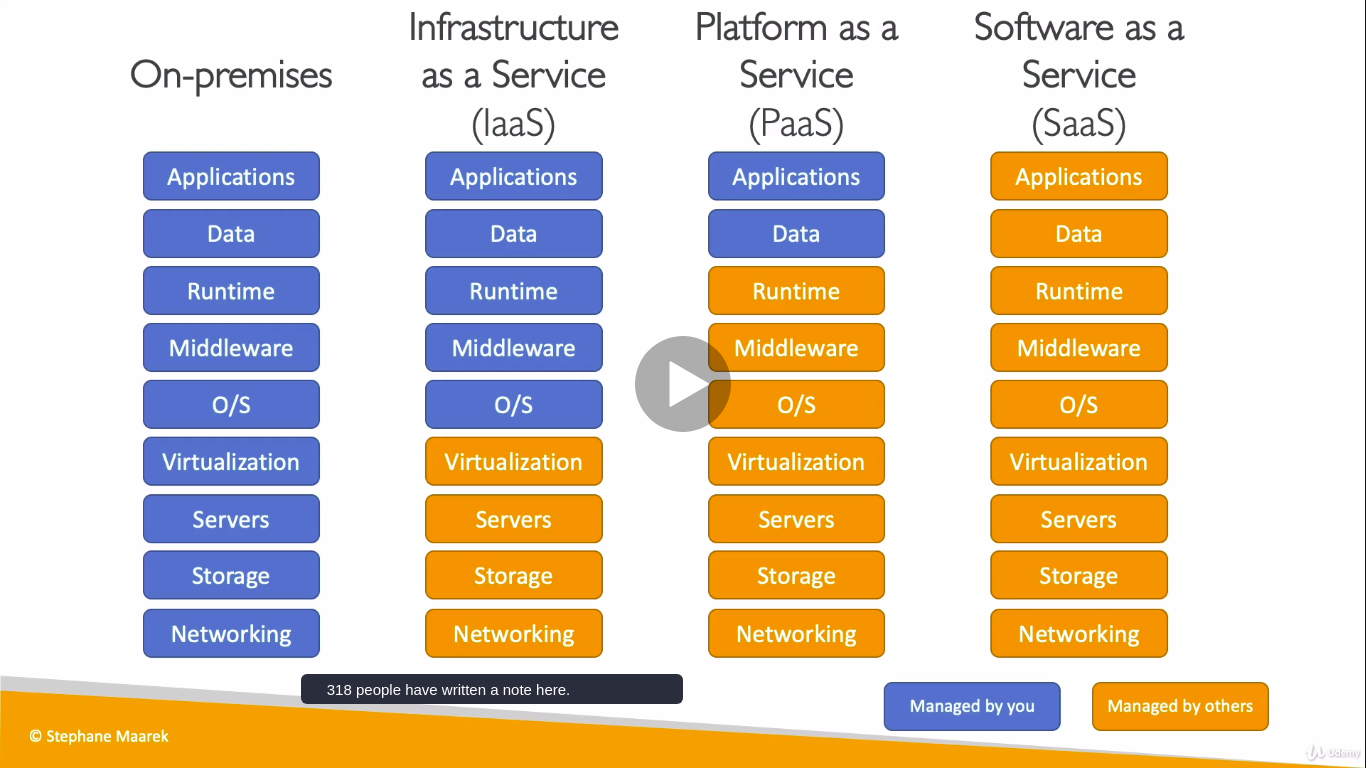 On-premises
Infrastructure
as a Service
(IaaS)
Platform as a
Service
(PaaS)
Software as a
Service
(SaaS)
Applications
Applications
Applications
Applications
Data
Data
Data
Data
Runtime
Runtime
Runtime
Runtime
Middleware
Middleware
Middleware
Middleware
O/S
O/S
O/S
O/S
Virtualization
Virtualization
Virtualization
Virtualization
Servers
Servers
Servers
Servers
Storage
Storage
Storage
Storage
Networking
Networking
Networking
Networking
318 people have written a note here.
Managed by you
Managed by others
© Stephane Maarek
Udemy